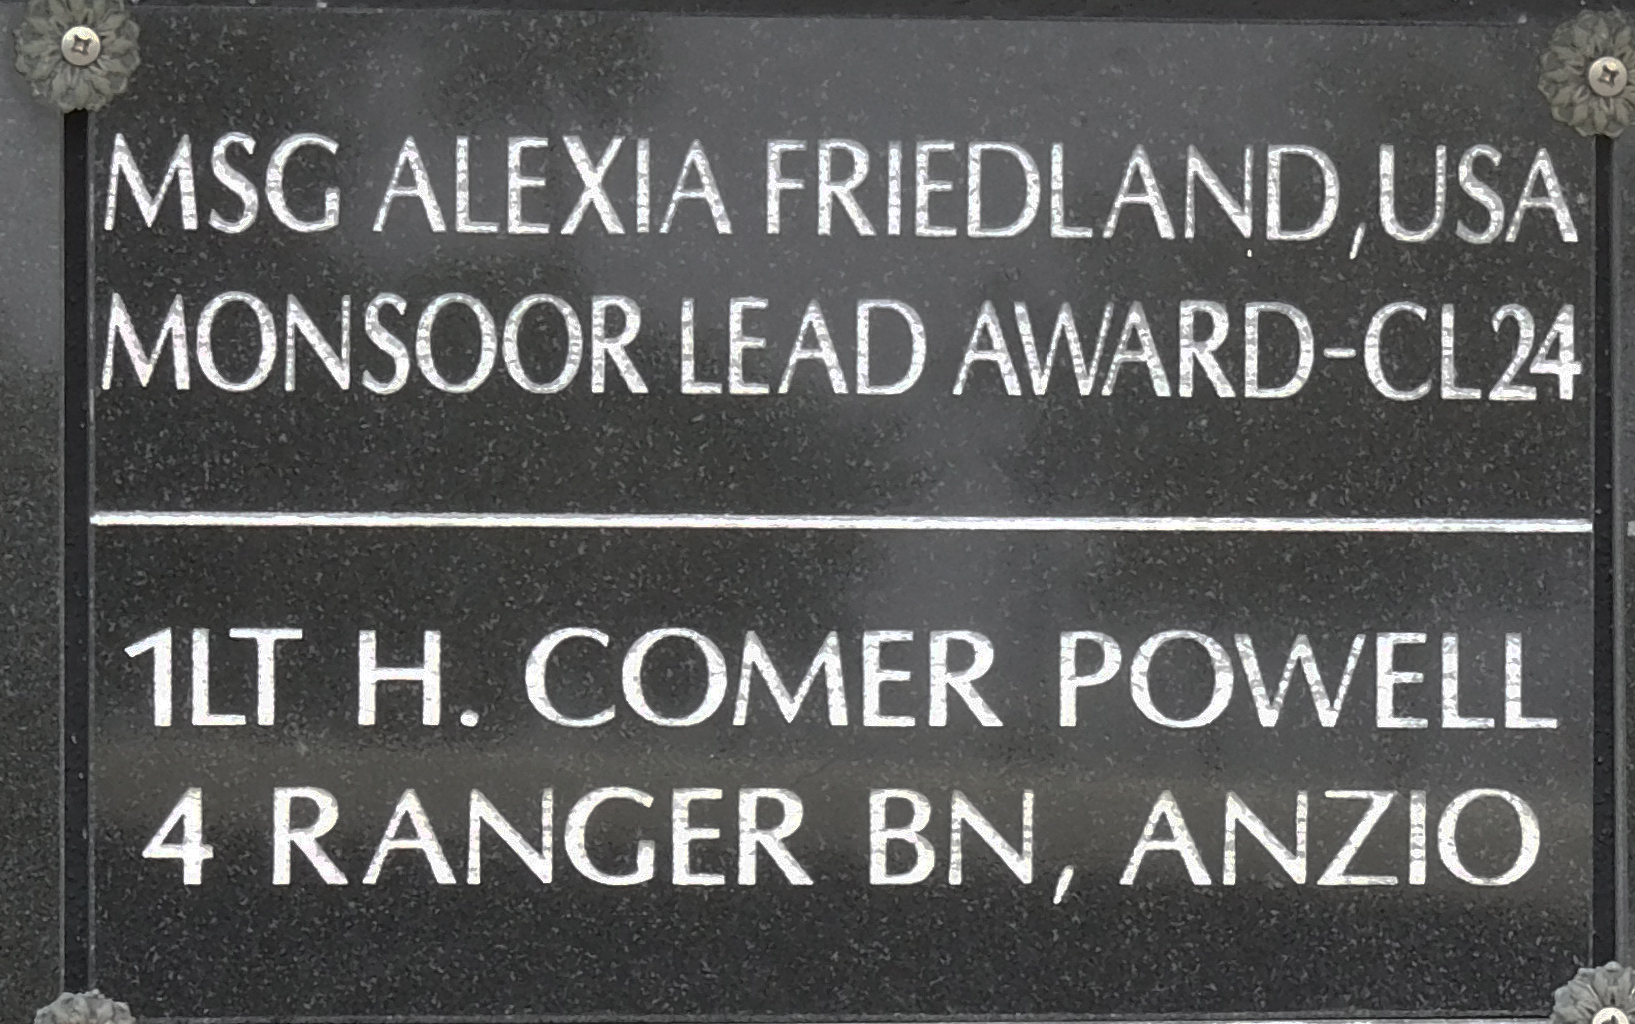 MSG ALEXIA FRIEDLAND,USA
MONSOOR LEAD AWARD-CL24
1LT H. COMER POWELL
4 RANGER BN, ANZIO